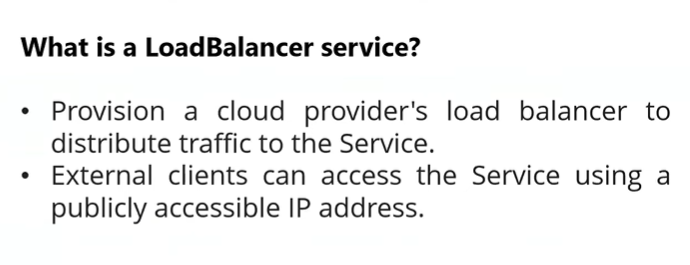 What is a LoadBalancer service?
• Provision a cloud provider's load balancer to
distribute traffic to the Service.
• External clients can access the Service using a
publicly accessible IP address.